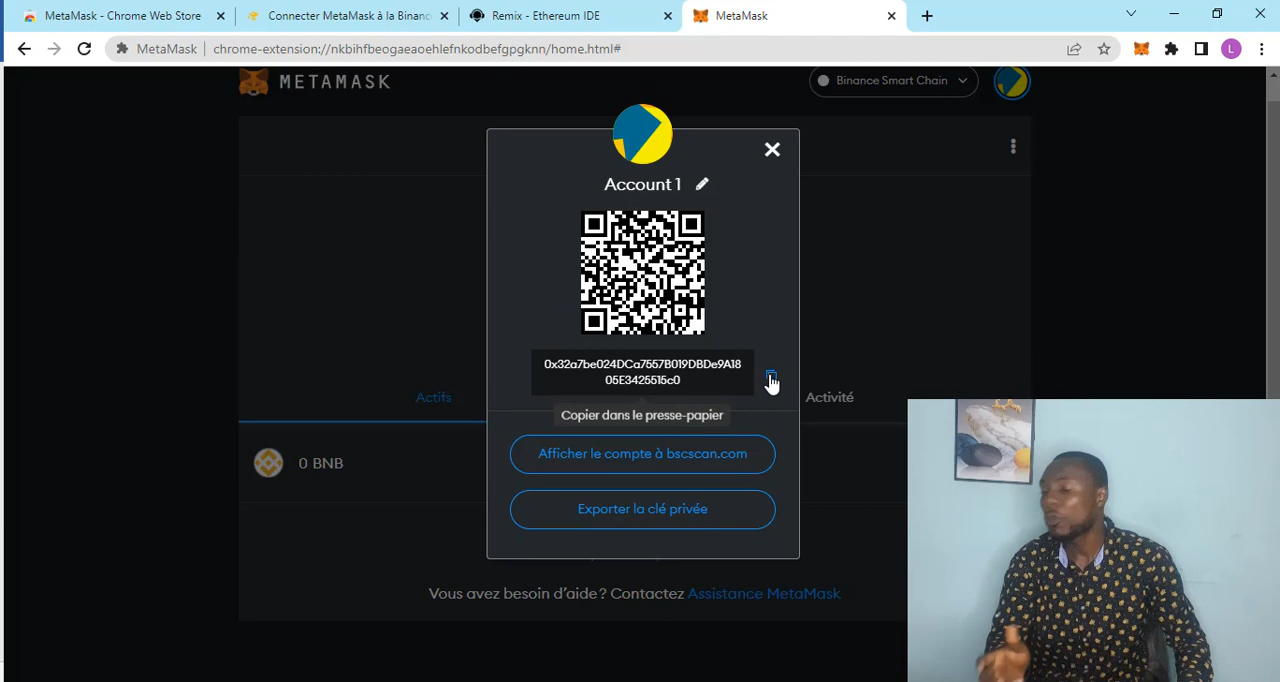 MetaMask - Chrome Web Store
Connecter MetaMask à la Binanc
Remix - Ethereum IDE
MetaMask
MetaMask
chrome-extension://nkbihfbeogaeaoehlefnkodbefgpgknn/home.html#
L
METAMASK
Binance Smart Chain
Account 1
0x32a7be024DCa7557B019DBDe9A18
05E3425515c0
Copier dans le presse-papier
Actifs
Activité
Afficher le compte à bscscan.com
0 BNB
Exporter la clé privée
Vous avez besoin d'aide ? Contactez Assistance MetaMask